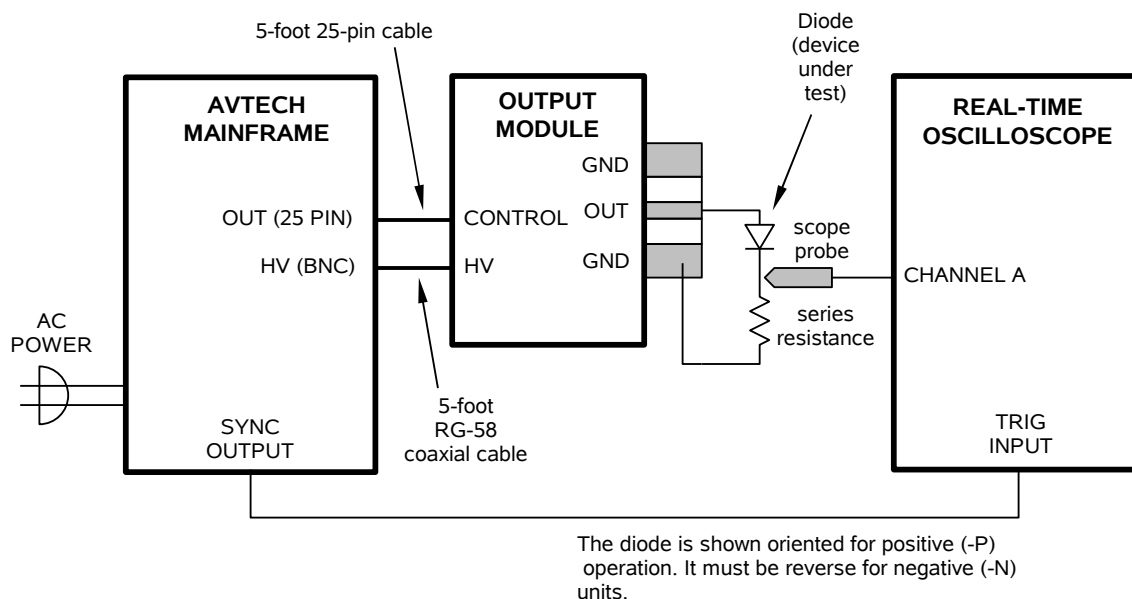 5-foot 25-pin cable
Diode
(device
under
test)
AVTECH
MAINFRAME
OUT (25 PIN)
HV (BNC)
SYNC
OUTPUT
AC
POWER
OUTPUT
MODULE
GND
CONTROL
OUT
HV
GND
5-foot
RG-58
coaxial cable
scope
probe
series
resistance
REAL-TIME
OSCILLOSCOPE
CHANNEL A
TRIG
INPUT
The diode is shown oriented for positive (-P)
operation. It must be reverse for negative (-N)
units.